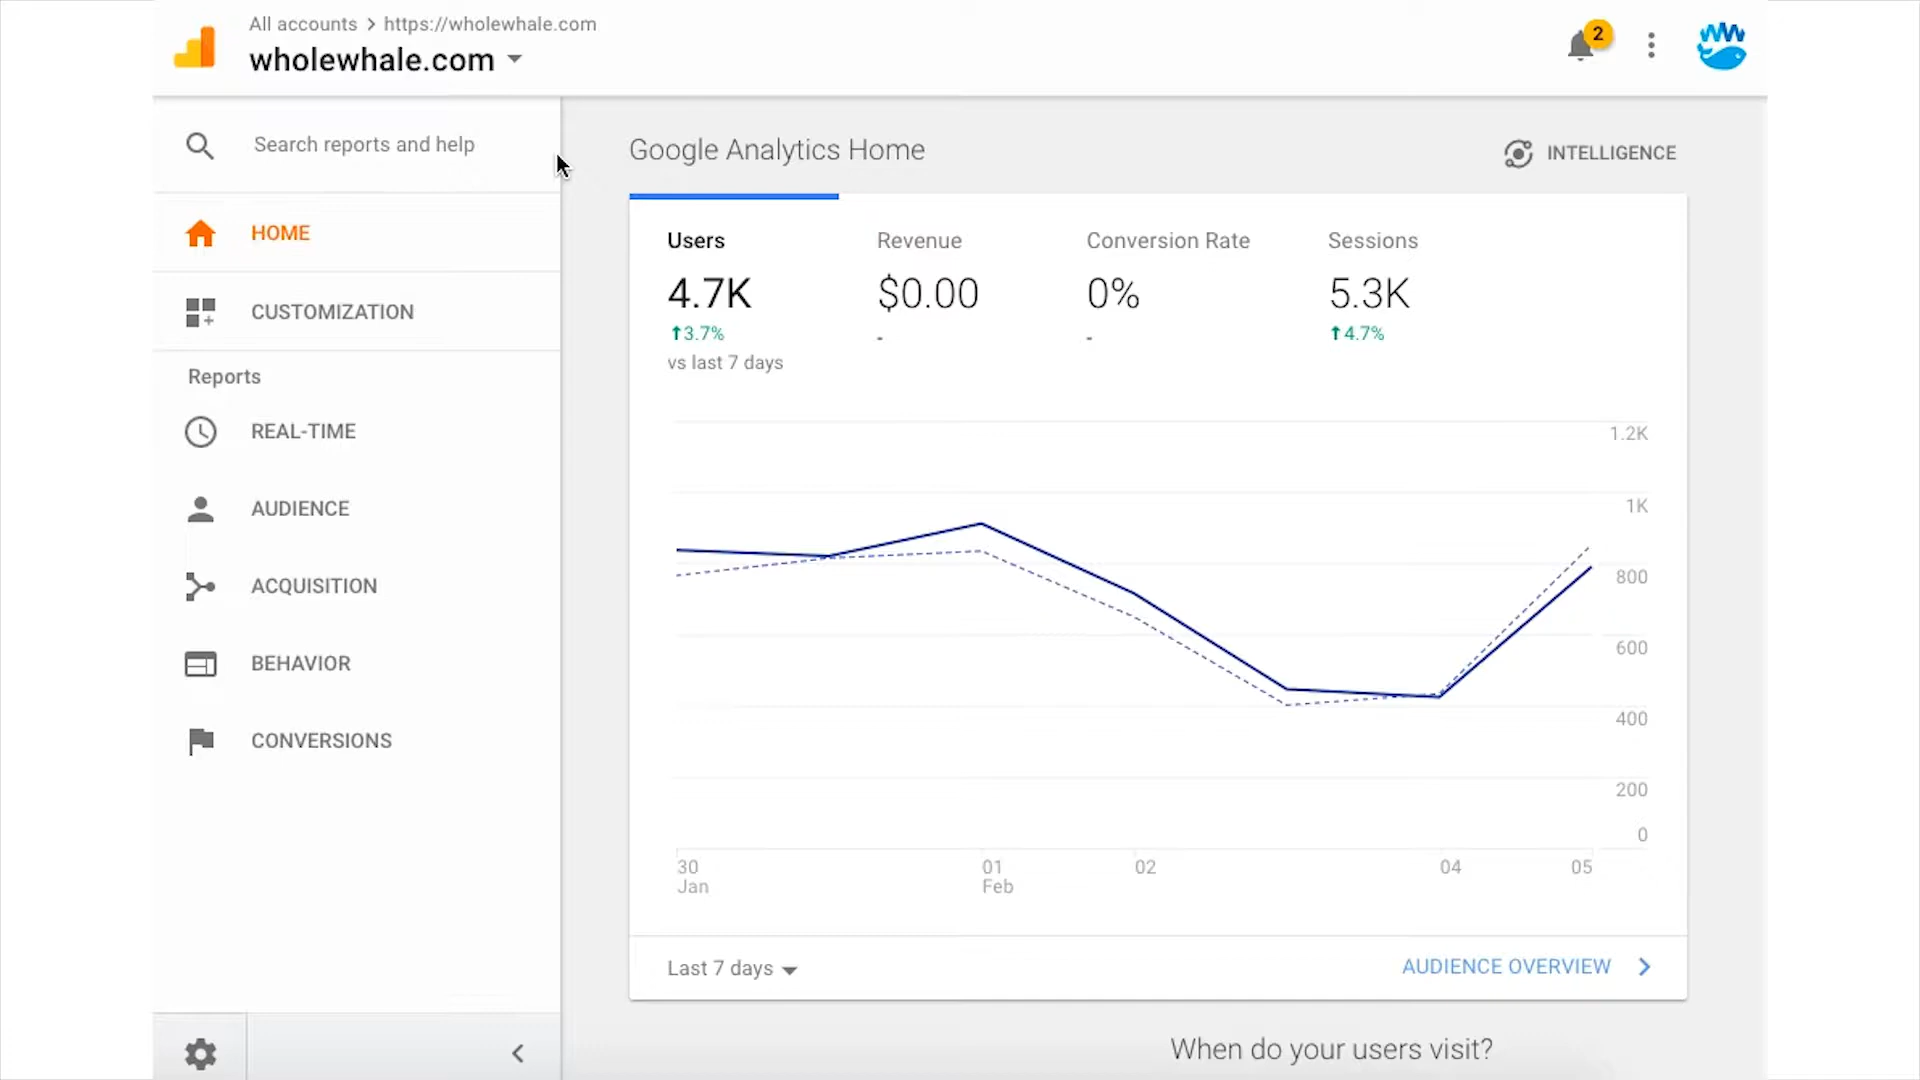 All accounts > https://wholewhale.com
wholewhale.com
2
Search reports and help
HOME
CUSTOMIZATION
Reports
REAL-TIME
AUDIENCE
ACQUISITION
BEHAVIOR
CONVERSIONS
Google Analytics Home
INTELLIGENCE
Users Revenue Conversion Rate Sessions
4.7K $0.00 0% 5.3K
3.7% - - 4.7%
vs last 7 days
1.2K
1K
800
600
400
200
0
30 01 02 04 05
Jan Feb
Last 7 days AUDIENCE OVERVIEW
When do your users visit?